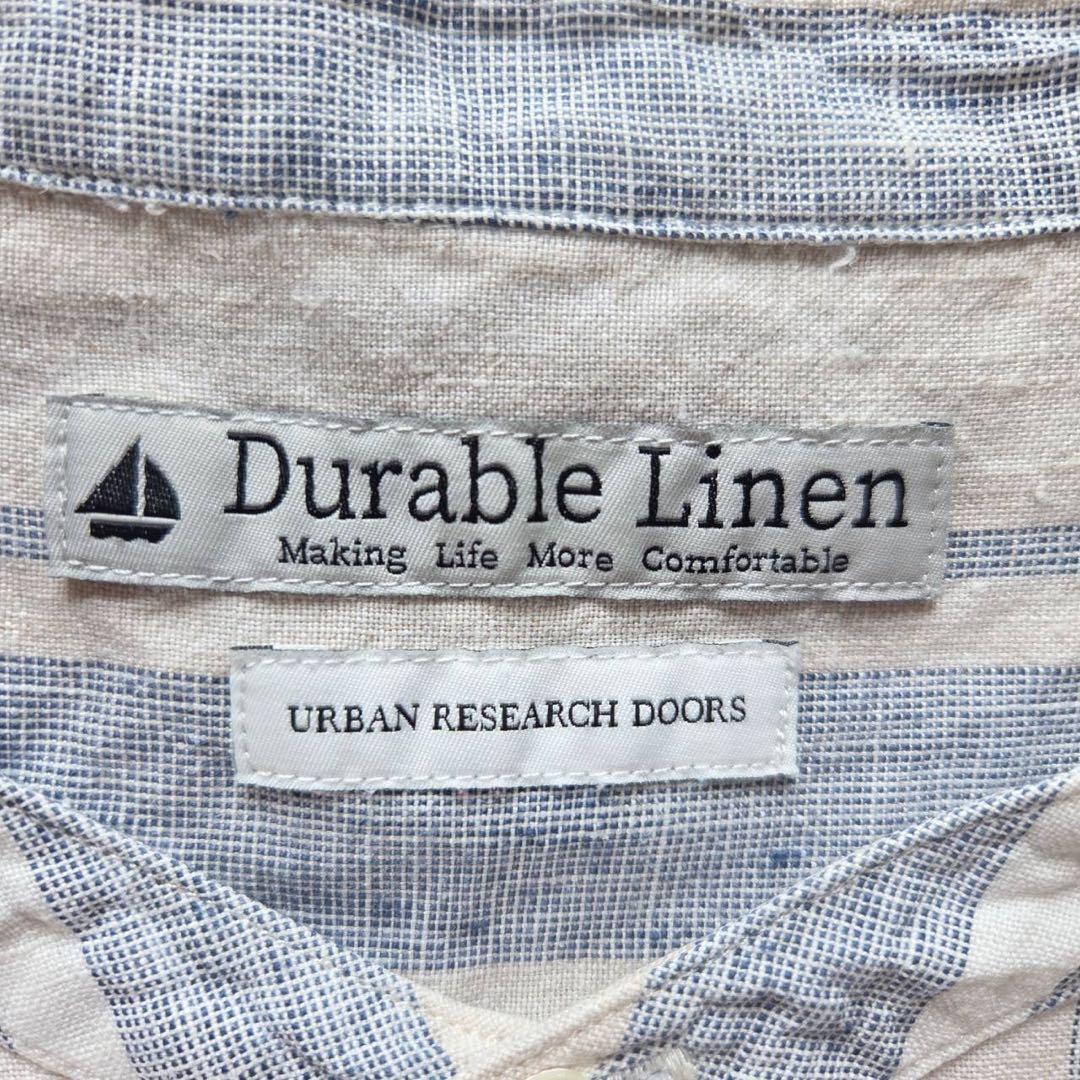 Durable Linen
Making Life More Comfortable
URBAN RESEARCH DOORS